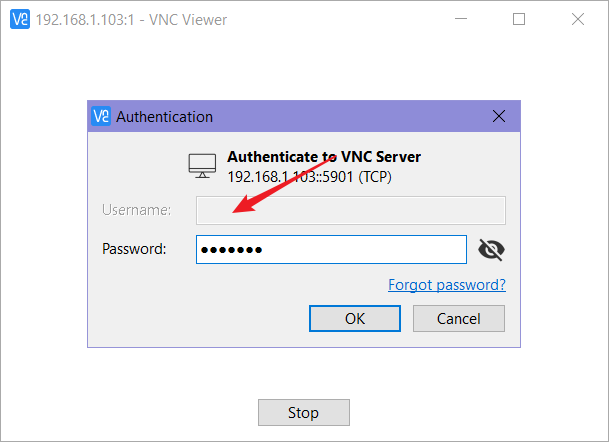 192.168.1.103:1 - VNC Viewer
Authentication
Authenticate to VNC Server
192.168.1.103::5901 (TCP)
Username:
Password: ●●●●●●●
Forgot password?
OK Cancel
Stop